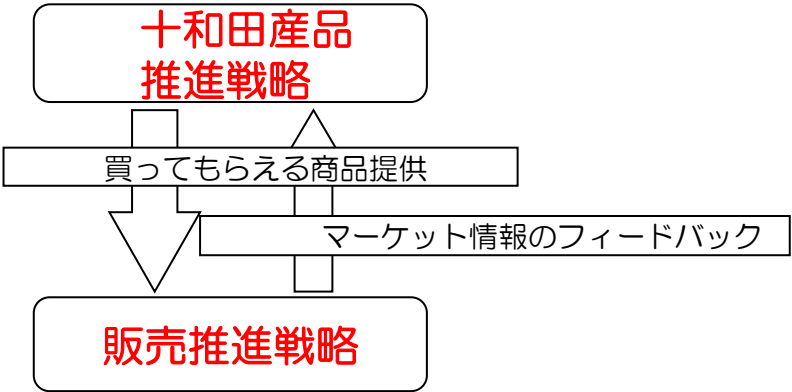 十和田産品
推進戦略
買ってもらえる商品提供
マーケット情報のフィードバック
販売推進戦略